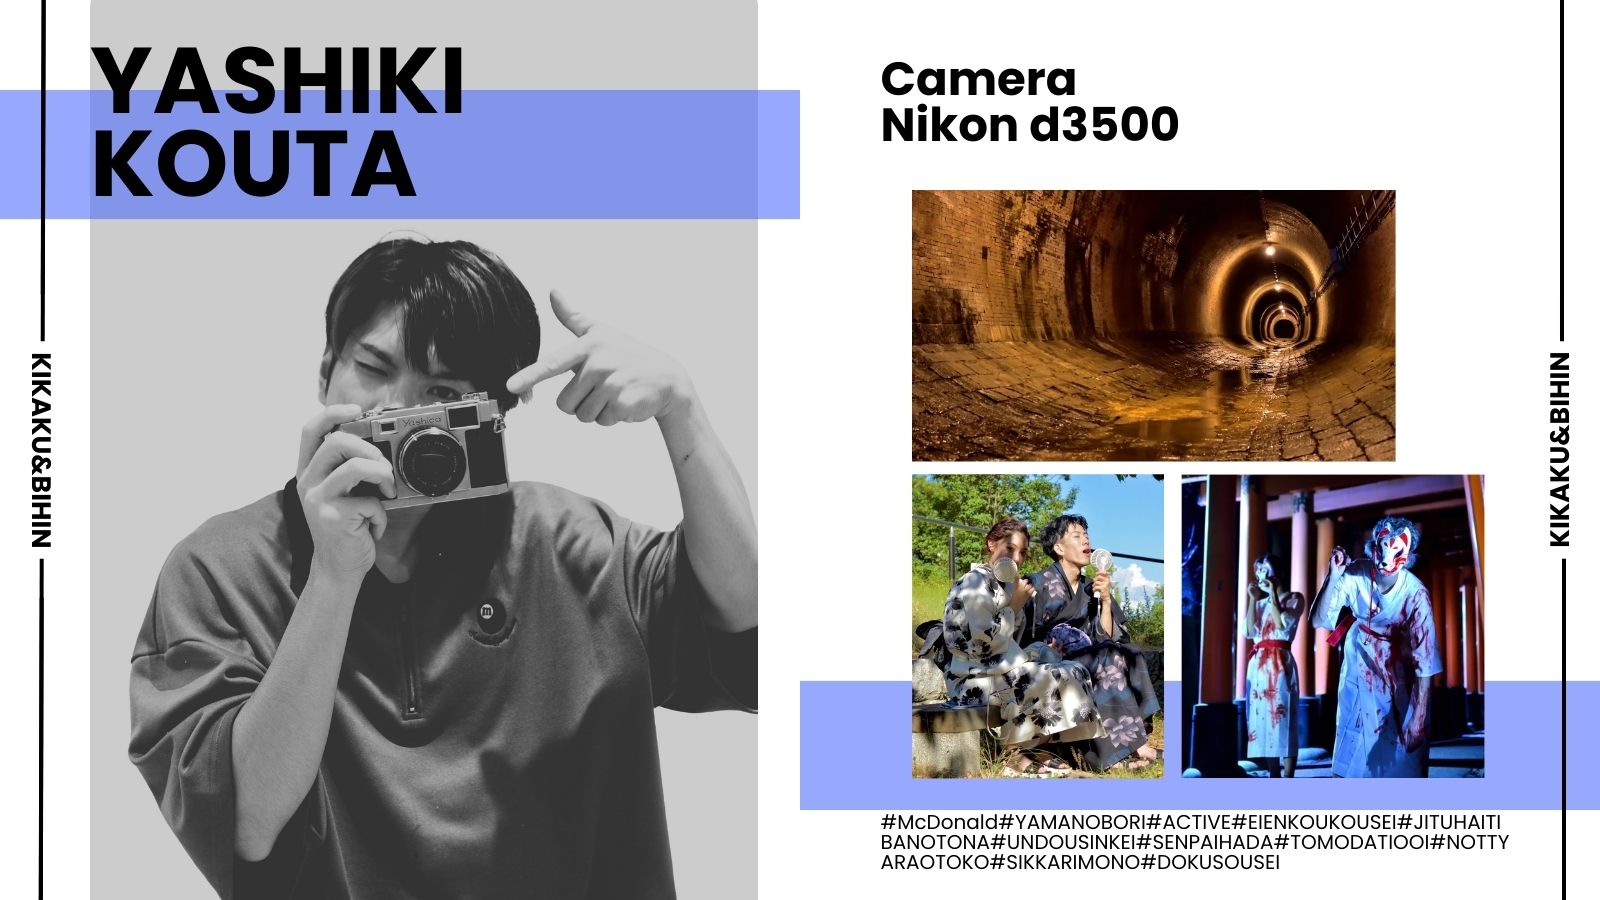 YASHIKI
KOUTA
KIKAKU&BIHIN
Yashica
m
Camera
Nikon d3500
#McDonald#YAMANOBORI#ACTIVE#EIENKOUKOUSEI#JITUHAITI
BANOTONA#UNDOUSINKEI#SENPAIHADA#TOMODATIOOI#NOTTY
ARAOTOKO#SIKKARIMONO#DOKUSOUSEI
KIKAKU&BIHIN